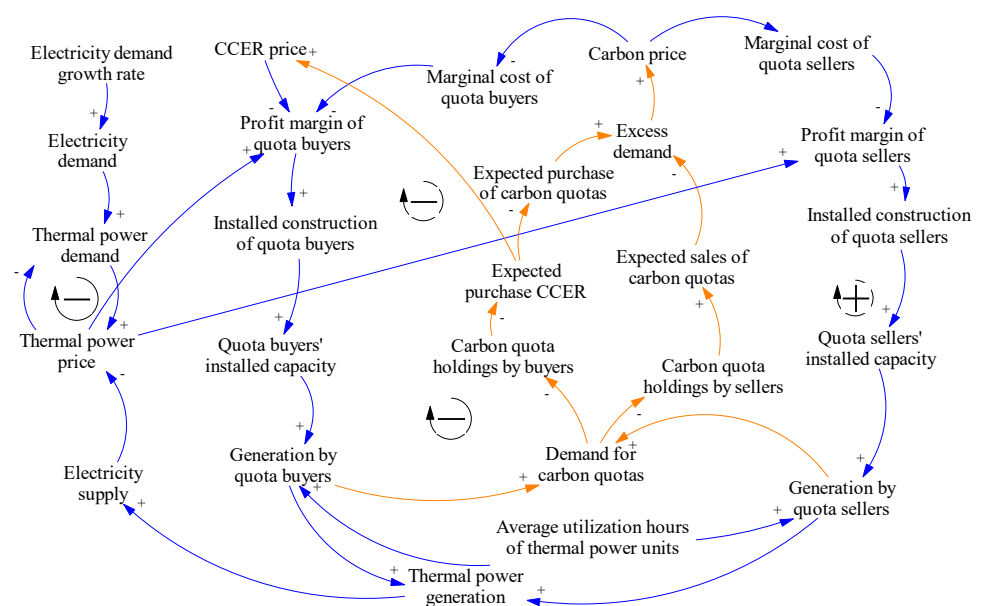 Electricity demand
growth rate
CCER price
Marginal cost of
quota buyers
Carbon price
Marginal cost of
quota sellers
Electricity
demand
Profit margin of
quota buyers
Excess
demand
Profit margin of
quota sellers
Expected purchase
of carbon quotas
Thermal power
demand
Installed construction
of quota buyers
Installed construction
of quota sellers
Expected
purchase CCER
Expected sales of
carbon quotas
Thermal power
price
Quota buyers'
installed capacity
Carbon quota
holdings by buyers
Carbon quota
holdings by sellers
Quota sellers'
installed capacity
Electricity
supply
Generation by
quota buyers
Demand for
carbon quotas
Generation by
quota sellers
Average utilization hours
of thermal power units
Thermal power
generation